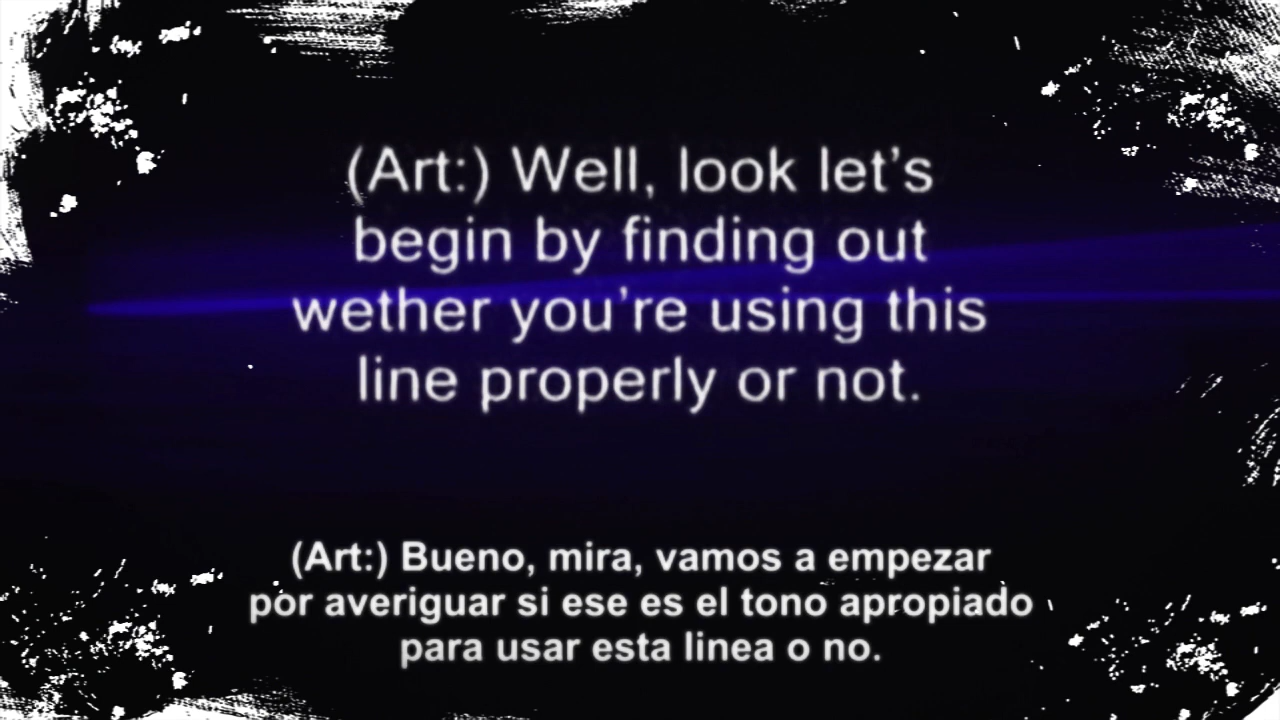 (Art:) Well, look let’s
begin by finding out
wether you’re using this
line properly or not.
(Art:) Bueno, mira, vamos a empezar
por averiguar si ese es el tono apropiado
para usar esta linea o no.